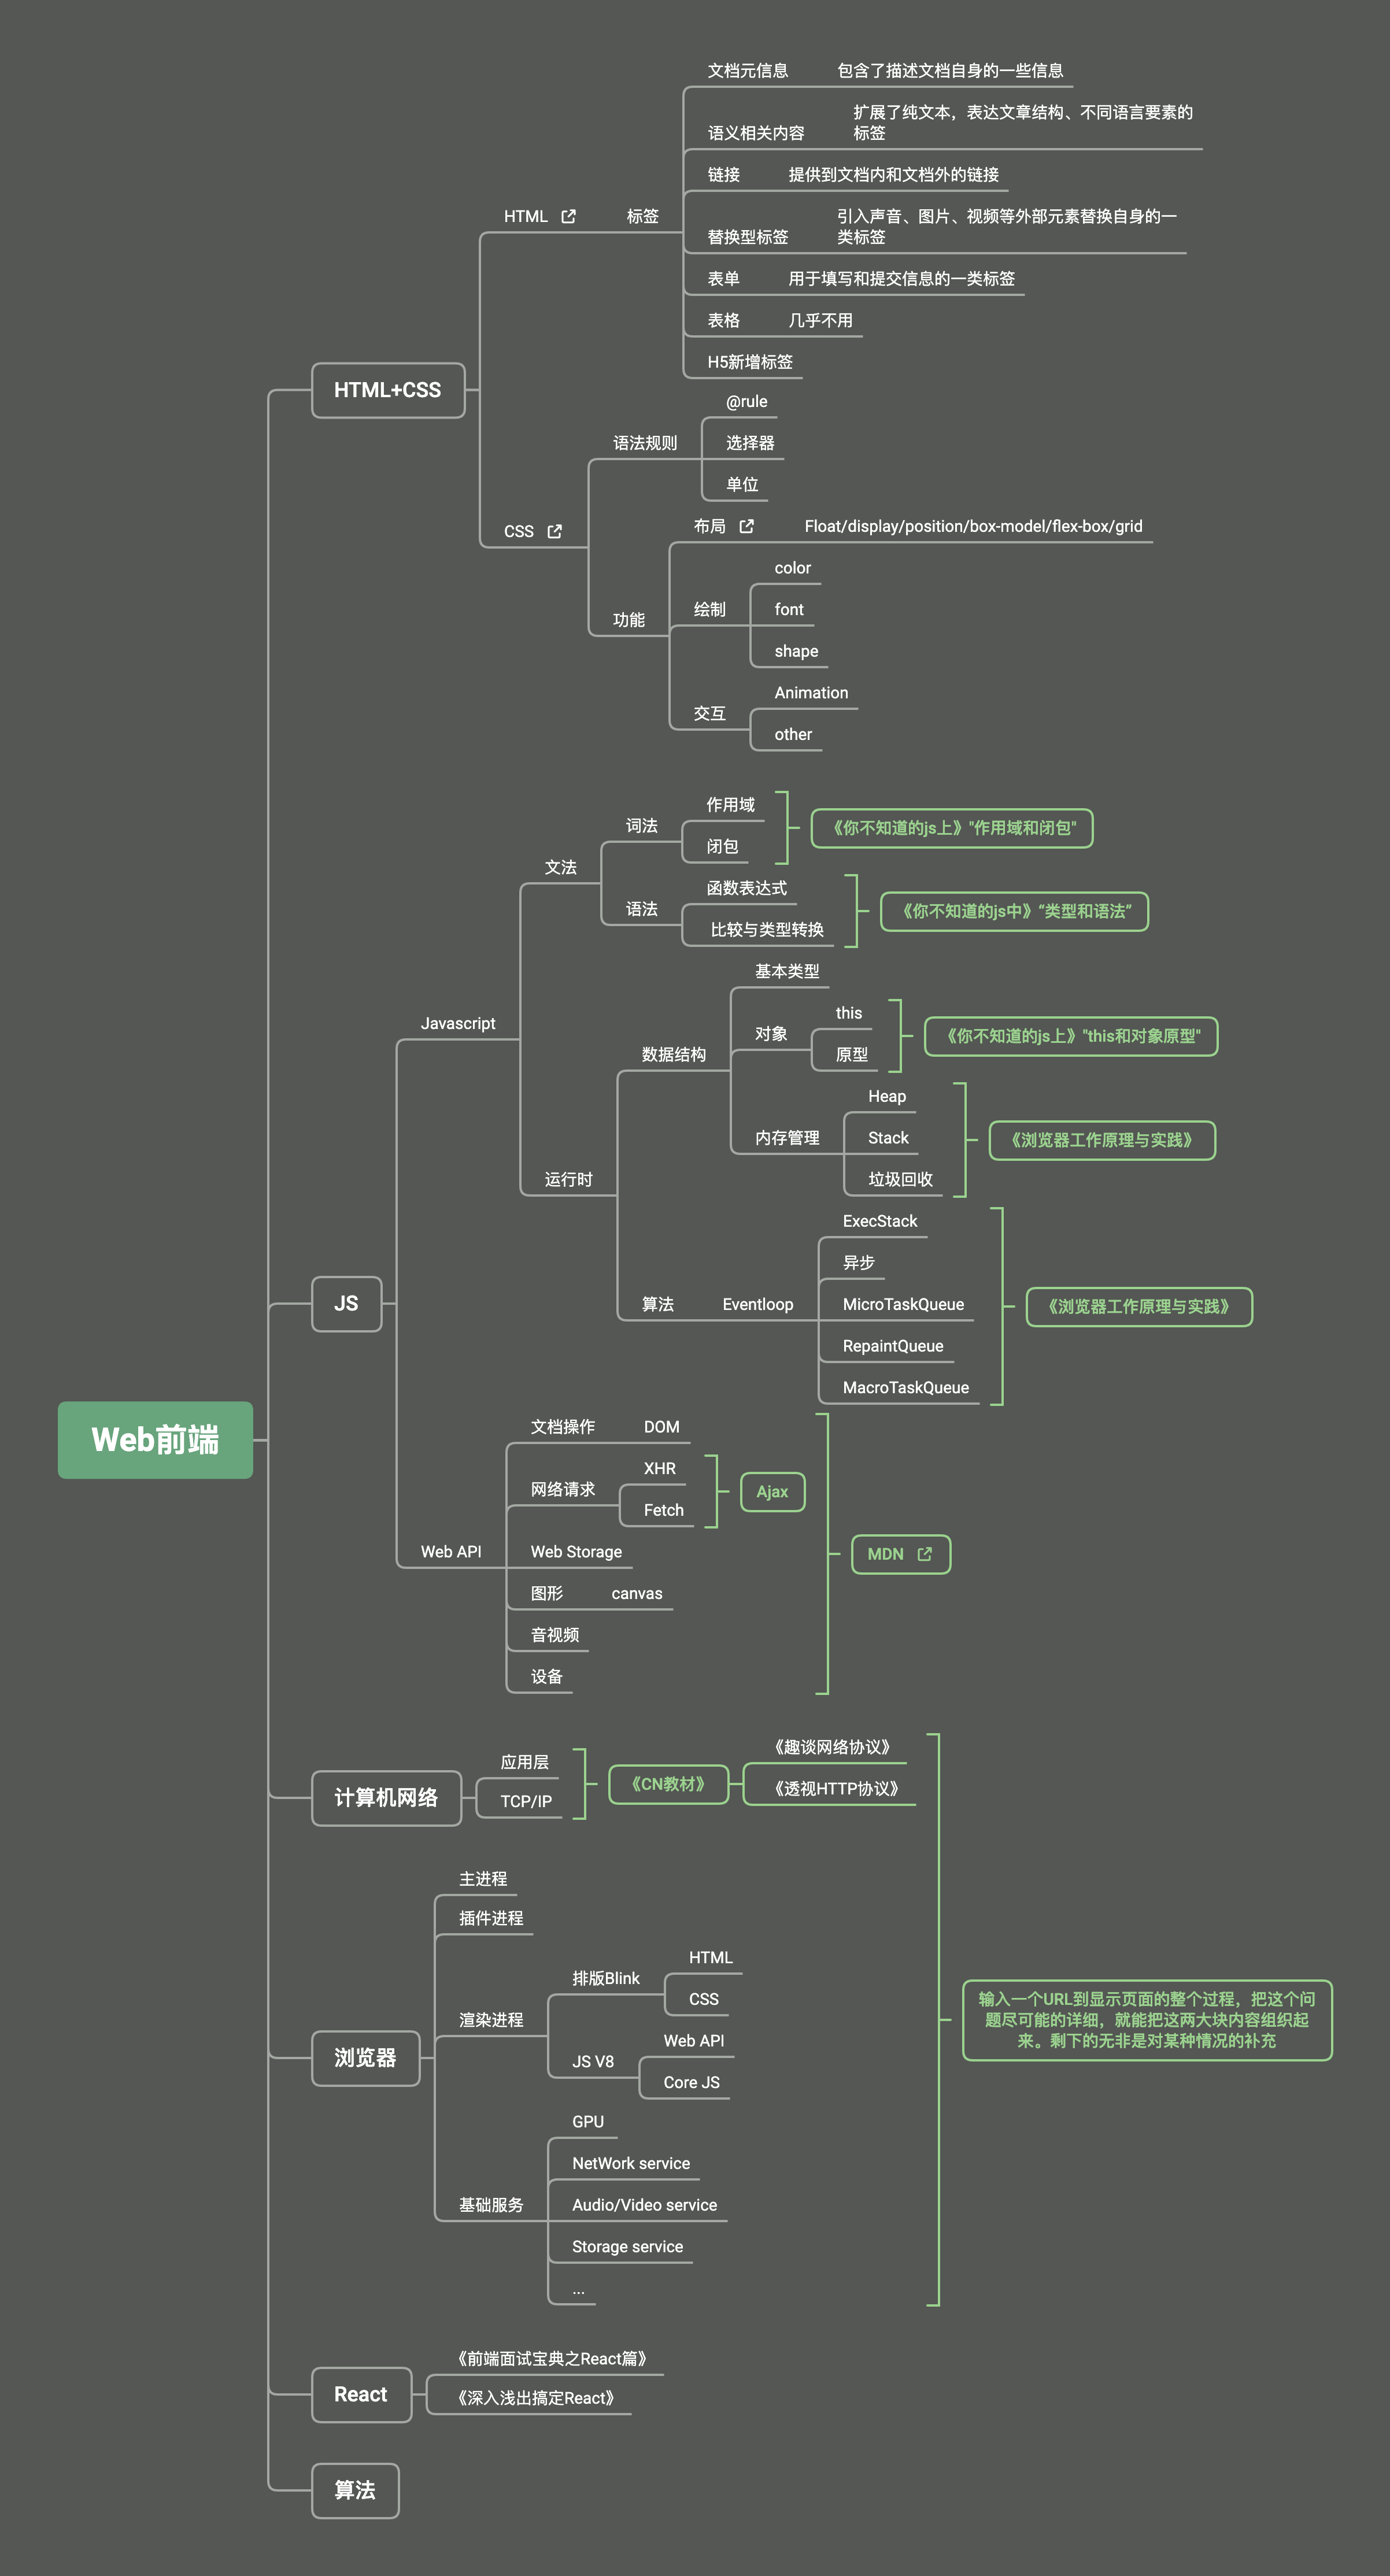 文档元信息 包含了描述文档自身的一些信息
语义相关内容 扩展了纯文本，表达文章结构、不同语言要素的
标签
链接 提供到文档内和文档外的链接
HTML 标签
替换型标签 引入声音、图片、视频等外部元素替换自身的一
类标签
表单 用于填写和提交信息的一类标签
表格 几乎不用
H5新增标签
HTML+CSS
@rule
语法规则 选择器
单位
CSS
布局 Float/display/position/box-model/flex-box/grid
color
功能 绘制 font
shape
Animation
交互
other
作用域
词法
闭包
《你不知道的js上》"作用域和闭包"
文法
函数表达式
语法
比较与类型转换
《你不知道的js中》“类型和语法”
基本类型
Javascript
this
对象
原型
《你不知道的js上》"this和对象原型"
数据结构
Heap
内存管理 Stack
垃圾回收
《浏览器工作原理与实践》
运行时
ExecStack
异步
算法 Eventloop MicroTaskQueue
RepaintQueue
MacroTaskQueue
《浏览器工作原理与实践》
JS
Web前端
文档操作 DOM
XHR
网络请求
Fetch
Ajax
Web API Web Storage
MDN
图形 canvas
音视频
设备
应用层
计算机网络
TCP/IP
《CN教材》
《趣谈网络协议》
《透视HTTP协议》
主进程
插件进程
HTML
排版Blink
CSS
渲染进程
Web API
JS V8
Core JS
浏览器
GPU
NetWork service
基础服务 Audio/Video service
Storage service
...
输入一个URL到显示页面的整个过程，把这个问
题尽可能的详细，就能把这两大块内容组织起
来。剩下的无非是对某种情况的补充
《前端面试宝典之React篇》
React
《深入浅出搞定React》
算法